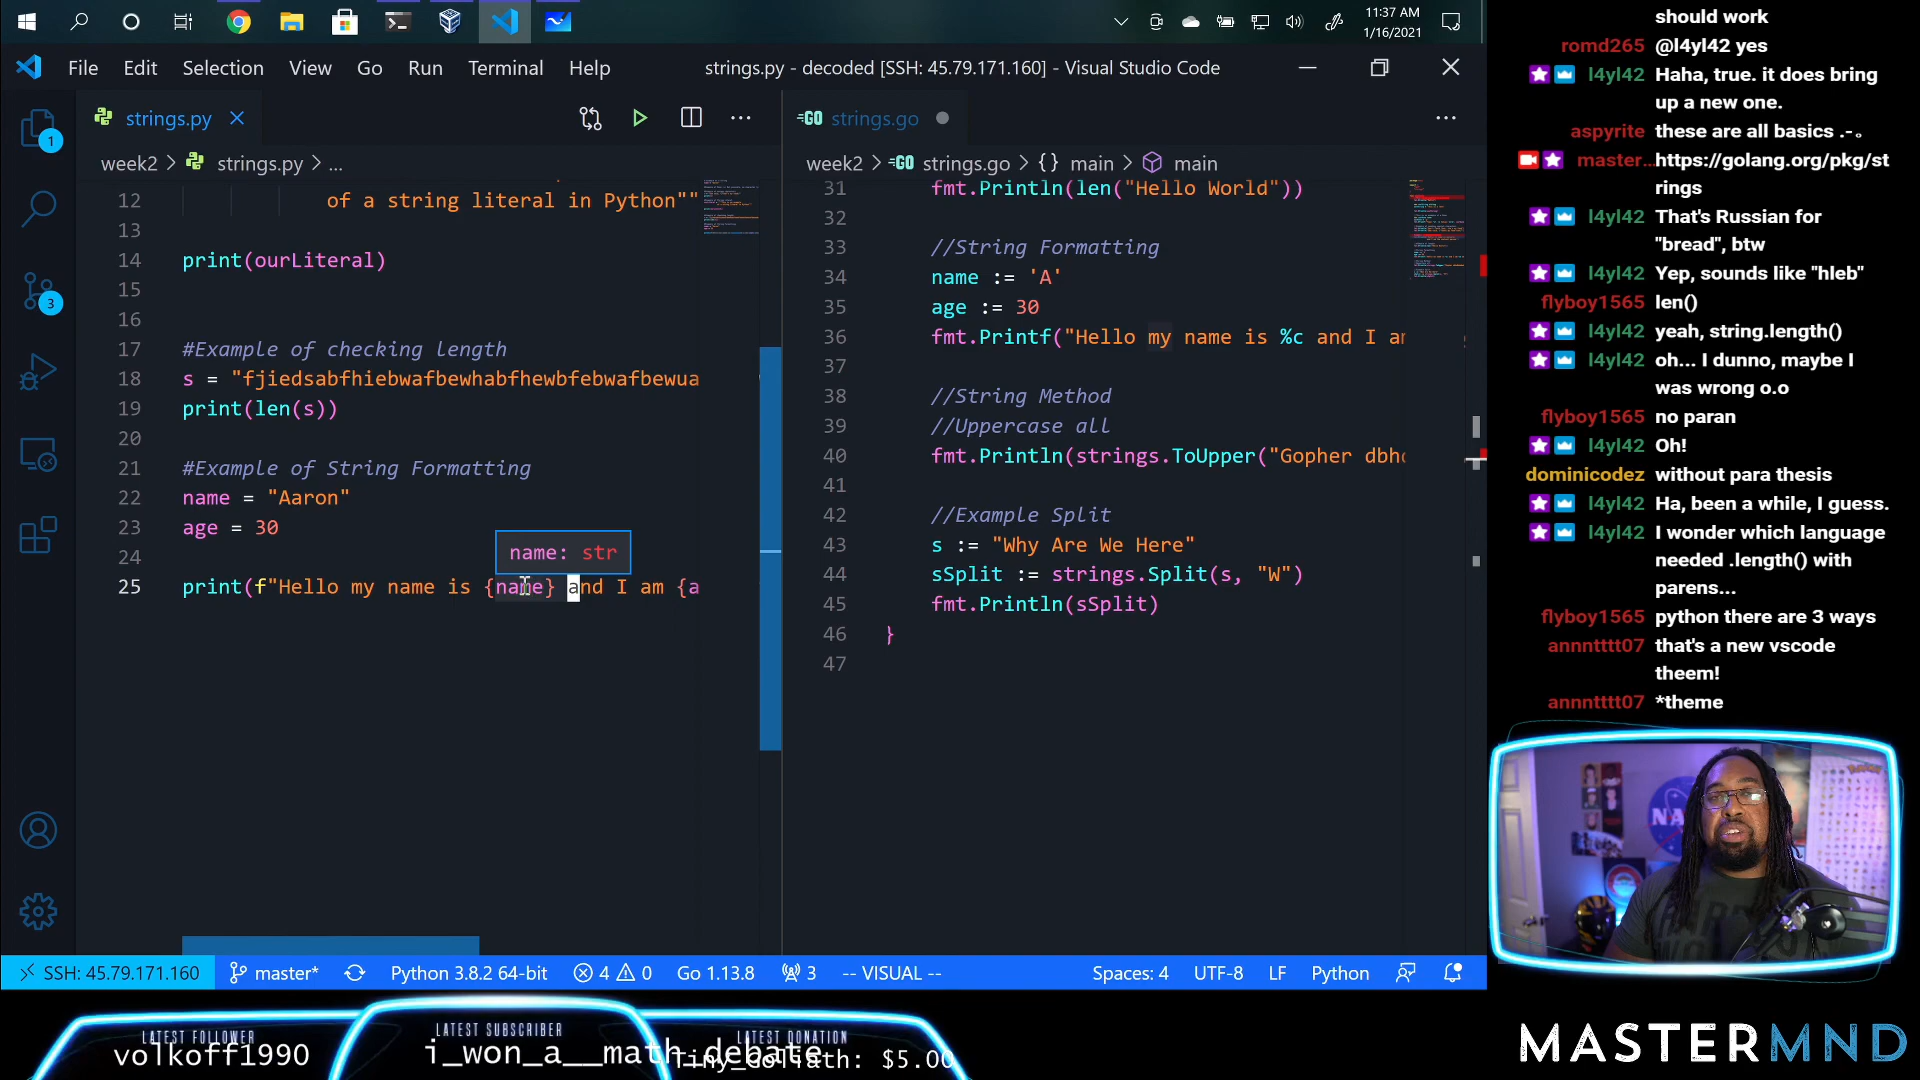 11:37 AM
1/16/2021
File Edit Selection View Go Run Terminal Help
strings.py - decoded [SSH: 45.79.171.160] - Visual Studio Code
strings.py
week2 > strings.py > ...
12 of a string literal in Python""
13
14 print(ourLiteral)
15
16
17 #Example of checking length
18 s = "fjiedsabfhiebwafbewhabfhewbfebwafbewua
19 print(len(s))
20
21 #Example of String Formatting
22 name = "Aaron"
23 age = 30
24
name: str
25 print(f"Hello my name is {name} and I am {a
GO strings.go
week2 > GO strings.go > {} main > main
31 fmt.Println(len("Hello World"))
32
33 //String Formatting
34 name := 'A'
35 age := 30
36 fmt.Printf("Hello my name is %c and I am
37
38 //String Method
39 //Uppercase all
40 fmt.Println(strings.ToUpper("Gopher dbho
41
42 //Example Split
43 s := "Why Are We Here"
44 sSplit := strings.Split(s, "W")
45 fmt.Println(sSplit)
46 }
47
1
3
SSH: 45.79.171.160 master* Python 3.8.2 64-bit 4 0 Go 1.13.8 3 -- VISUAL -- Spaces: 4 UTF-8 LF Python
should work
romd265 @l4yl42 yes
l4yl42 Haha, true. it does bring
up a new one.
aspyrite these are all basics .-。
master... https://golang.org/pkg/st
rings
l4yl42 That's Russian for
"bread", btw
l4yl42 Yep, sounds like "hleb"
flyboy1565 len()
l4yl42 yeah, string.length()
l4yl42 oh... I dunno, maybe I
was wrong o.o
flyboy1565 no paran
l4yl42 Oh!
dominicodez without para thesis
l4yl42 Ha, been a while, I guess.
l4yl42 I wonder which language
needed .length() with
parens...
flyboy1565 python there are 3 ways
annntttt07 that's a new vscode
theem!
annntttt07 *theme
NASA
LATEST FOLLOWER
volkoff1990
LATEST SUBSCRIBER
i_won_a__math_debate
LATEST DONATION
Tiny_Goliath: $5.00
MASTERMND